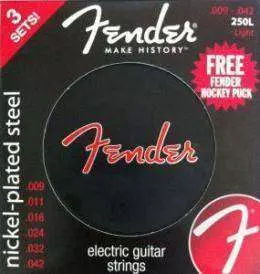 3 SETS!
Fender
MAKE HISTORY™
.009 - .042
250L
Light
FREE
FENDER
HOCKEY PUCK
Fender
nickel-plated steel
.009
.011
.016
.024
.032
.042
electric guitar
strings
F